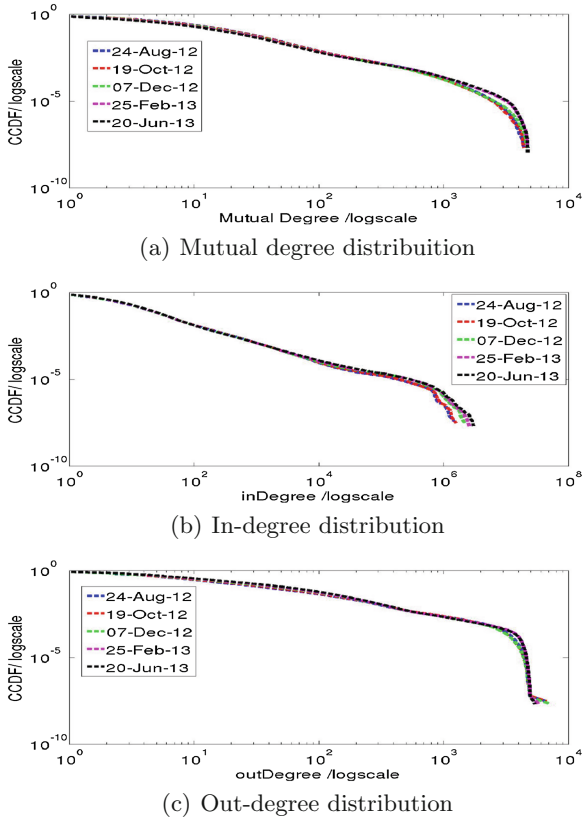 10^0
CCDF/ logscale
10^-5
10^-10
24-Aug-12
19-Oct-12
07-Dec-12
25-Feb-13
20-Jun-13
10^0 10^1 10^2 10^3 10^4
Mutual Degree /logscale
(a) Mutual degree distribuition
10^0
CCDF/ logscale
10^-5
10^-10
24-Aug-12
19-Oct-12
07-Dec-12
25-Feb-13
20-Jun-13
10^0 10^2 10^4 10^6 10^8
inDegree /logscale
(b) In-degree distribution
10^0
CCDF/ logscale
10^-5
10^-10
24-Aug-12
19-Oct-12
07-Dec-12
25-Feb-13
20-Jun-13
10^0 10^1 10^2 10^3 10^4
outDegree /logscale
(c) Out-degree distribution